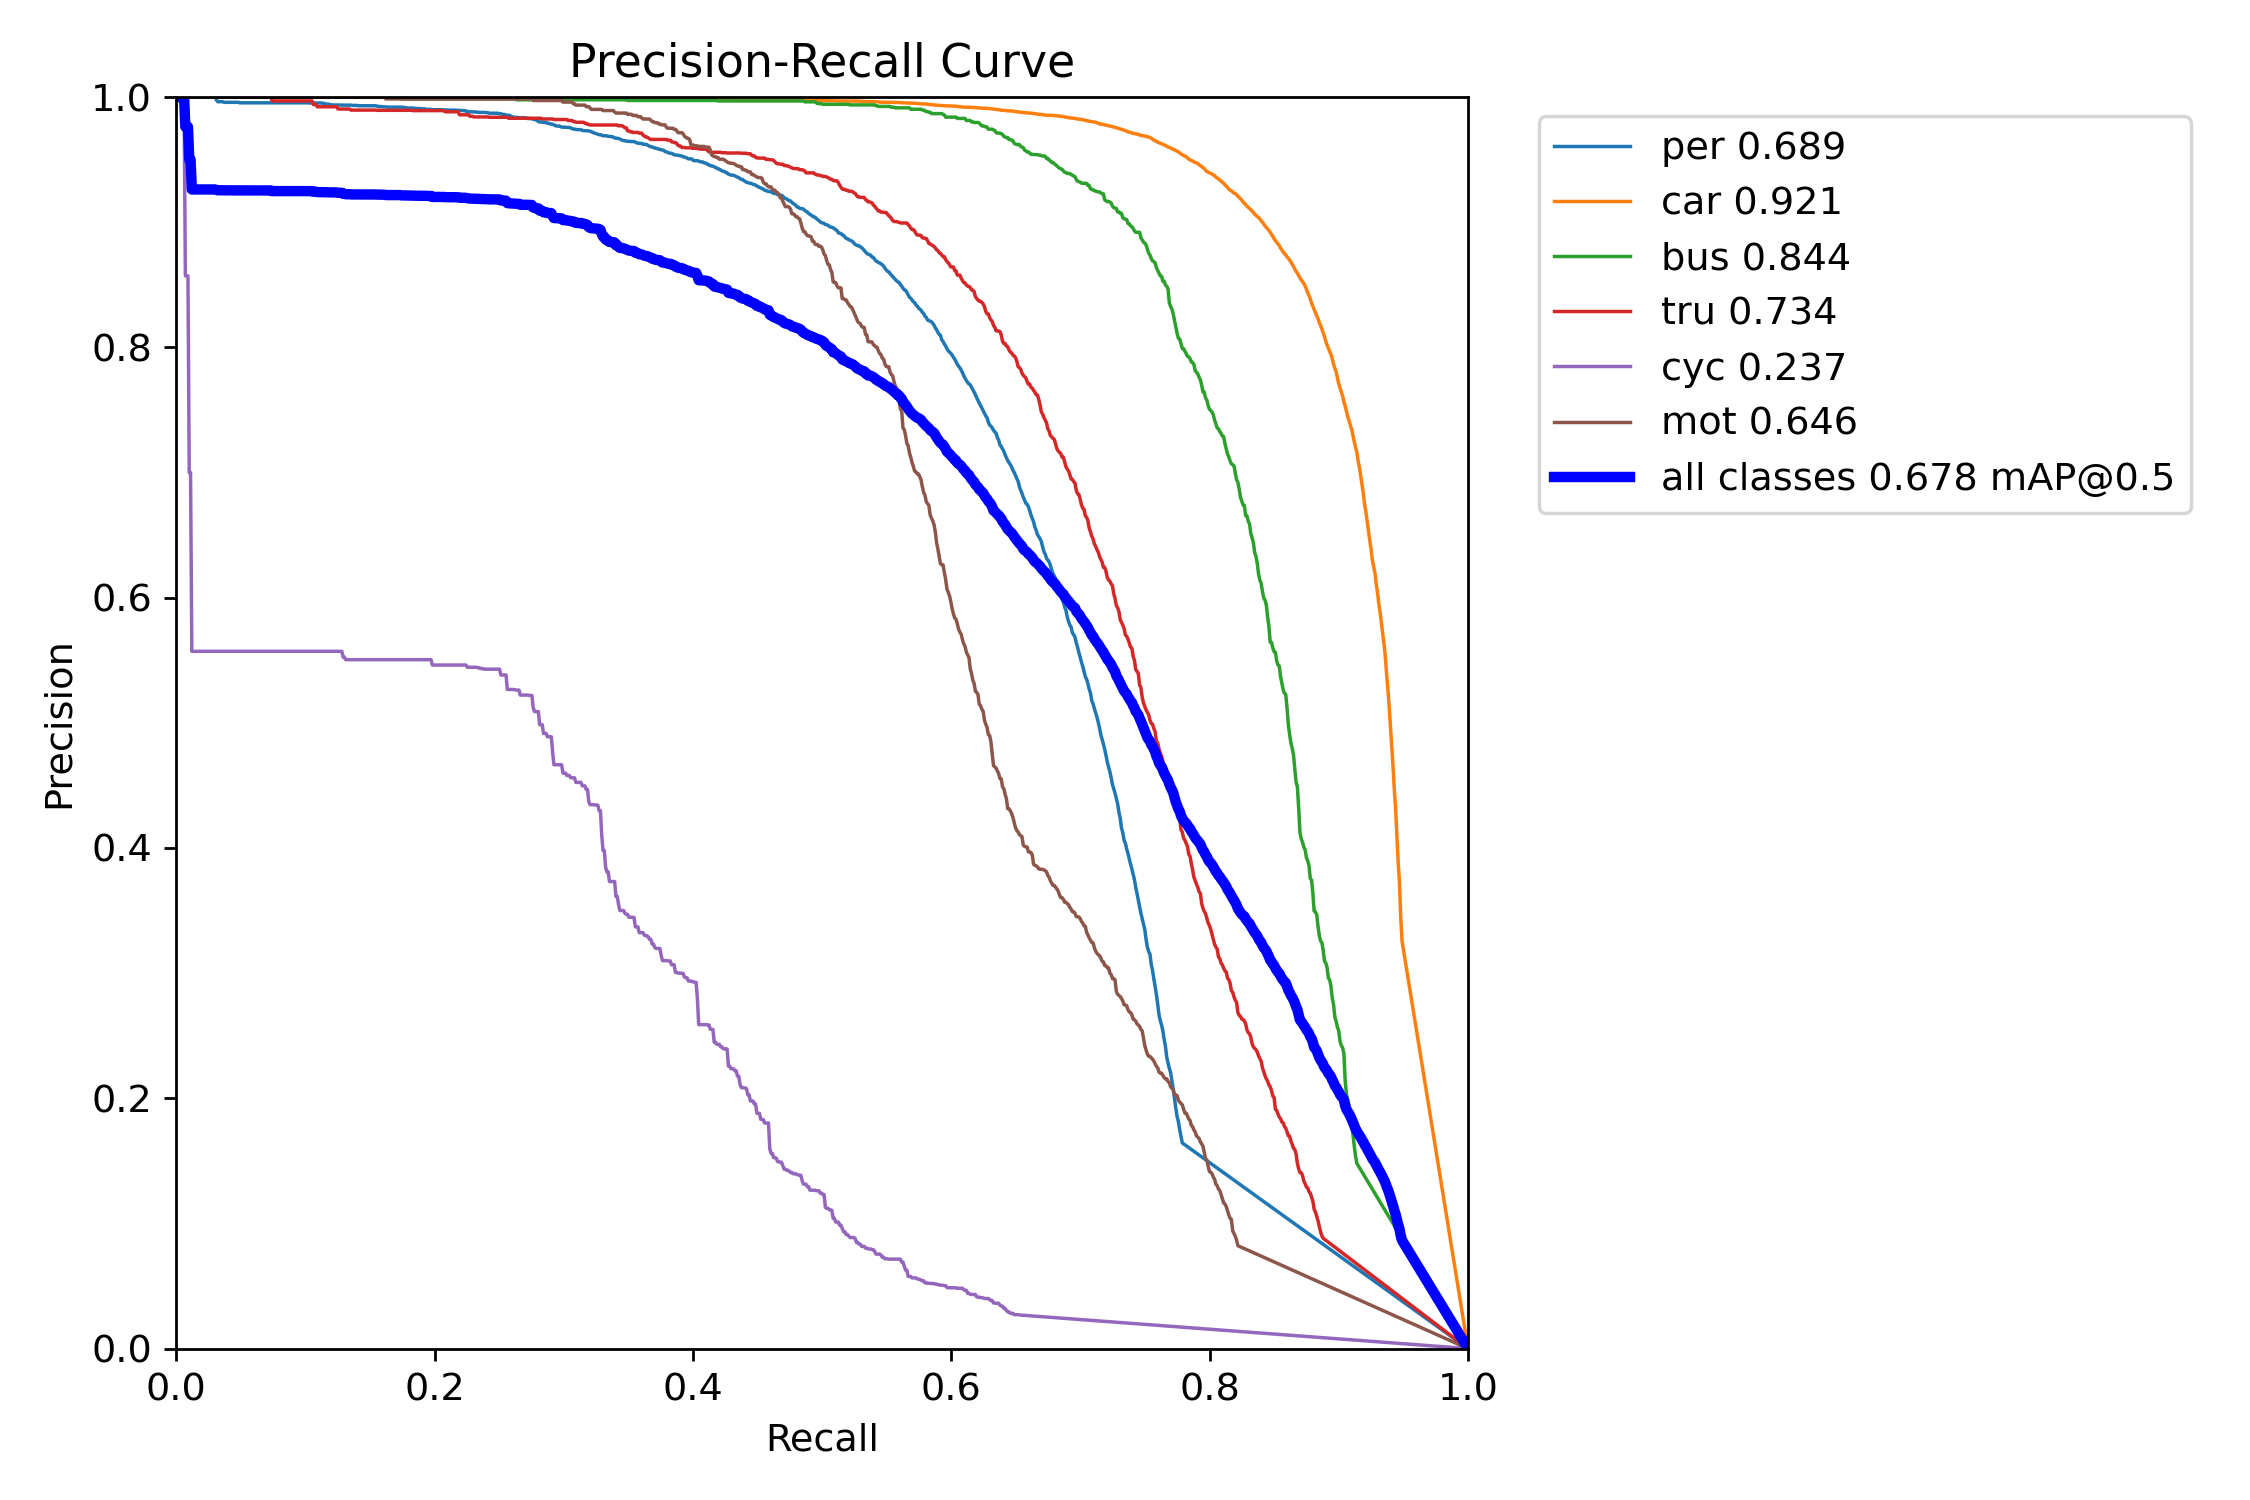 Precision-Recall Curve
1.0
0.8
0.6
0.4
0.2
0.0
Precision
0.0 0.2 0.4 0.6 0.8 1.0
Recall
per 0.689
car 0.921
bus 0.844
tru 0.734
cyc 0.237
mot 0.646
all classes 0.678 mAP@0.5